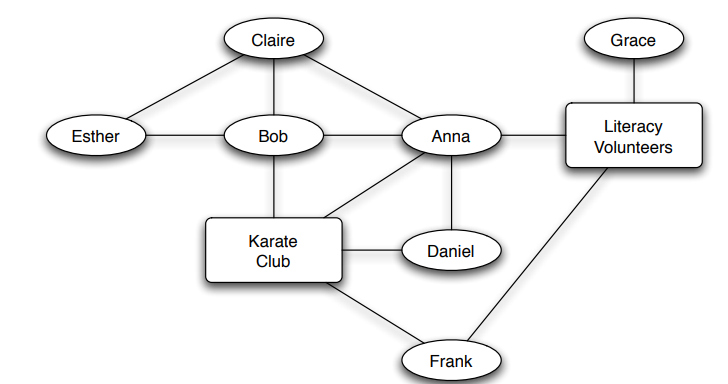 Claire
Grace
Esther
Bob
Anna
Literacy
Volunteers
Karate
Club
Daniel
Frank